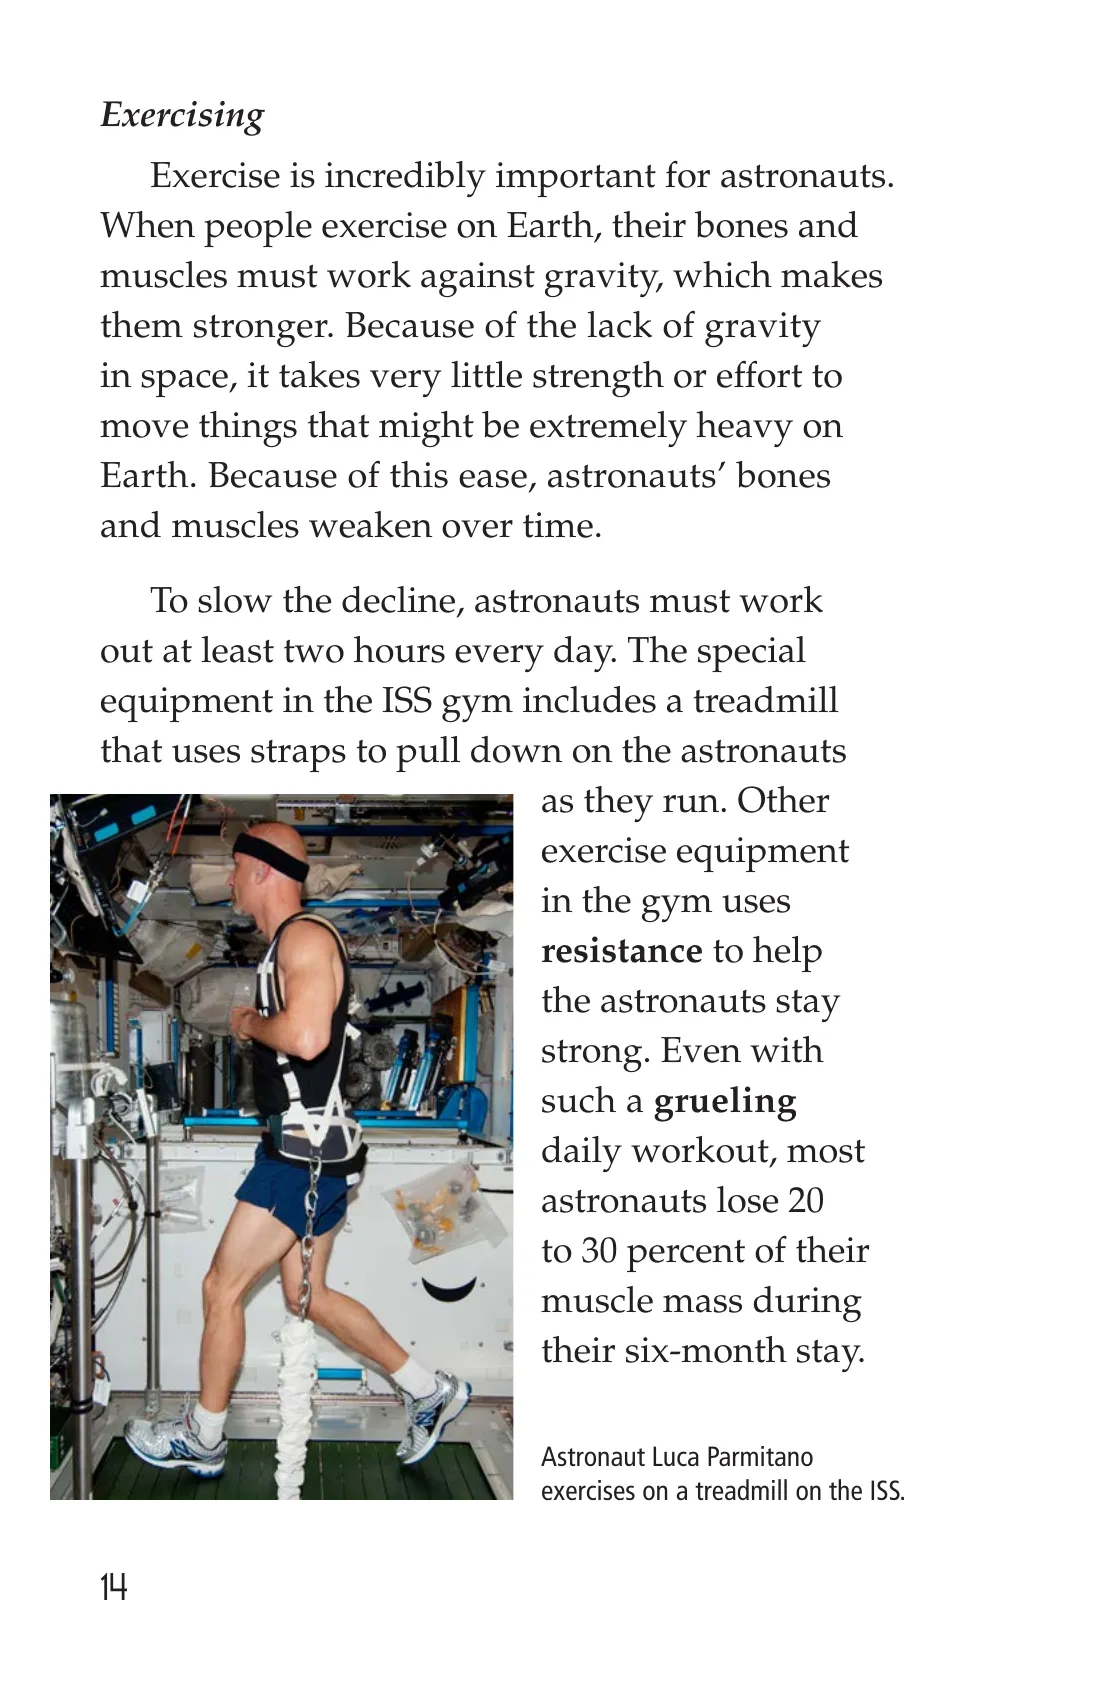 Exercising
Exercise is incredibly important for astronauts.
When people exercise on Earth, their bones and
muscles must work against gravity, which makes
them stronger. Because of the lack of gravity
in space, it takes very little strength or effort to
move things that might be extremely heavy on
Earth. Because of this ease, astronauts’ bones
and muscles weaken over time.
To slow the decline, astronauts must work
out at least two hours every day. The special
equipment in the ISS gym includes a treadmill
that uses straps to pull down on the astronauts
as they run. Other
exercise equipment
in the gym uses
resistance to help
the astronauts stay
strong. Even with
such a grueling
daily workout, most
astronauts lose 20
to 30 percent of their
muscle mass during
their six-month stay.
Astronaut Luca Parmitano
exercises on a treadmill on the ISS.
14